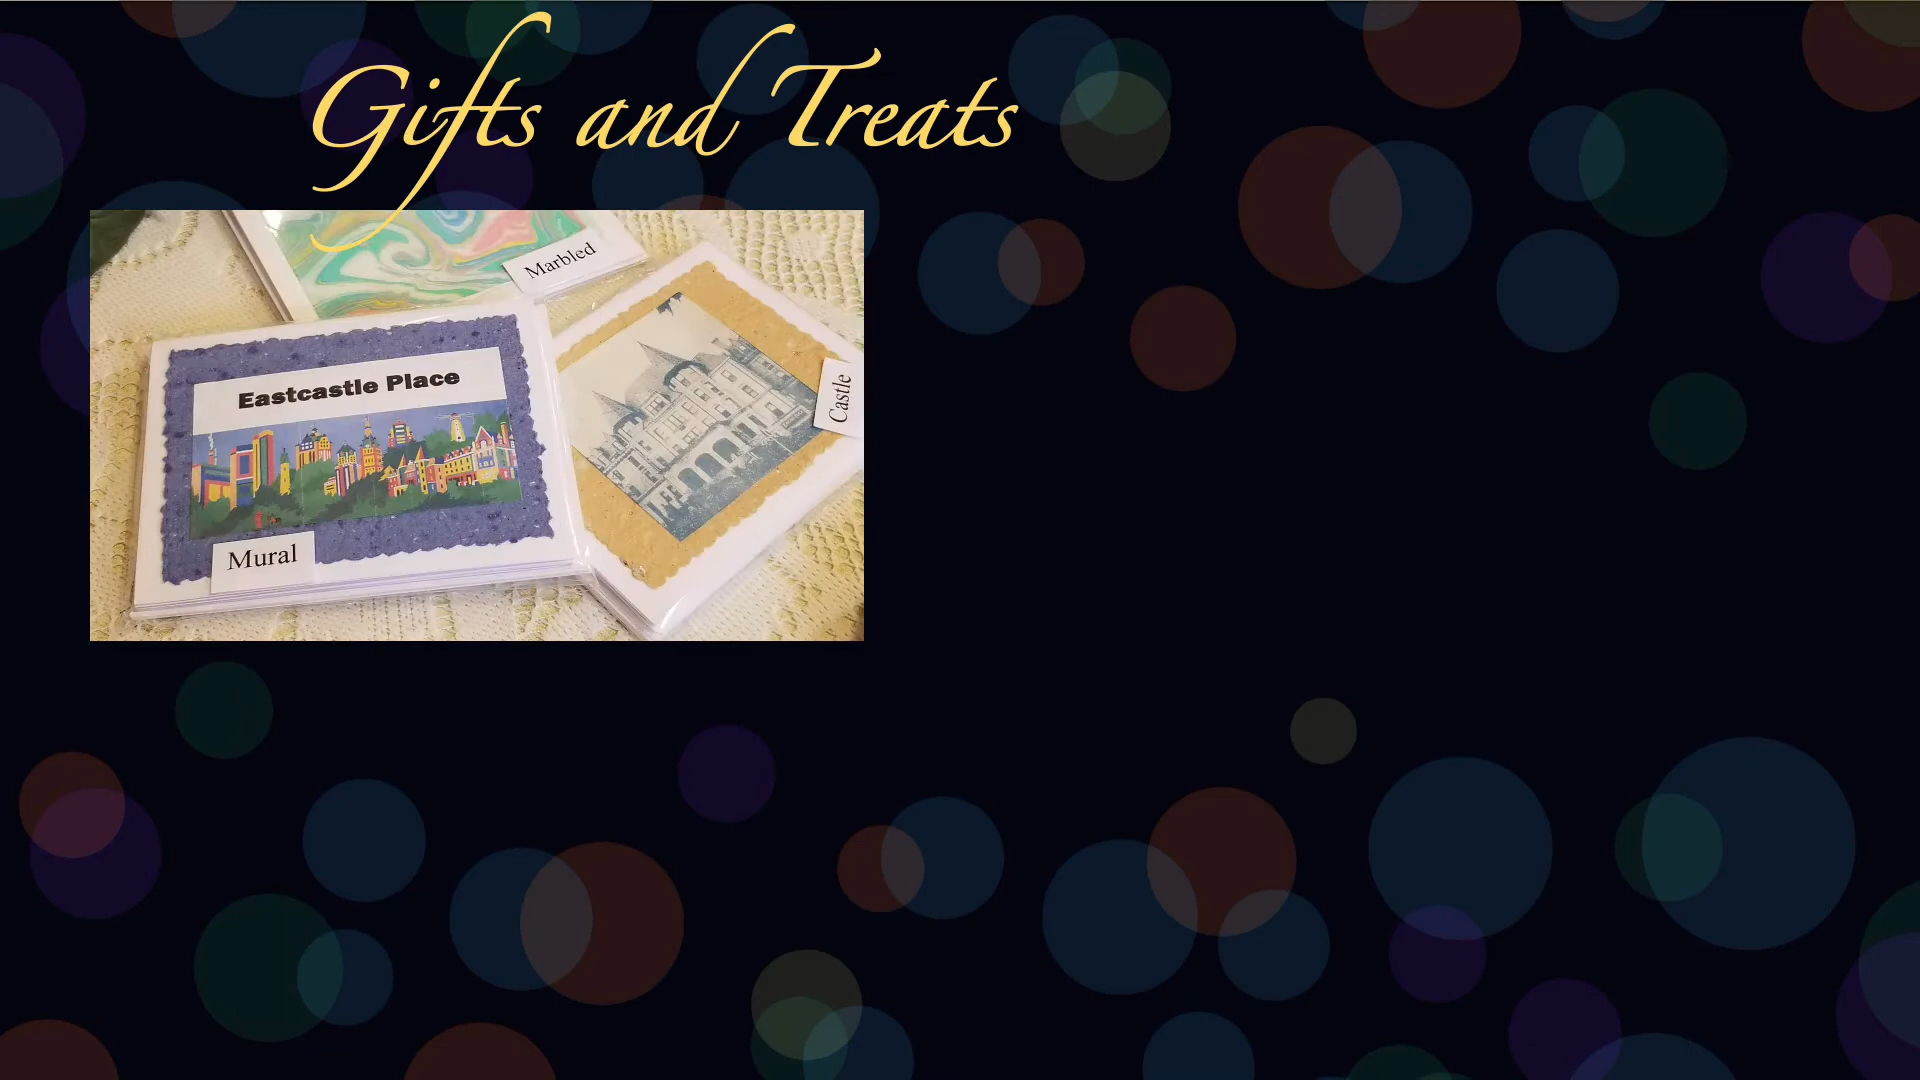 Gifts and Treats
Marbled
Eastcastle Place
Castle
Mural